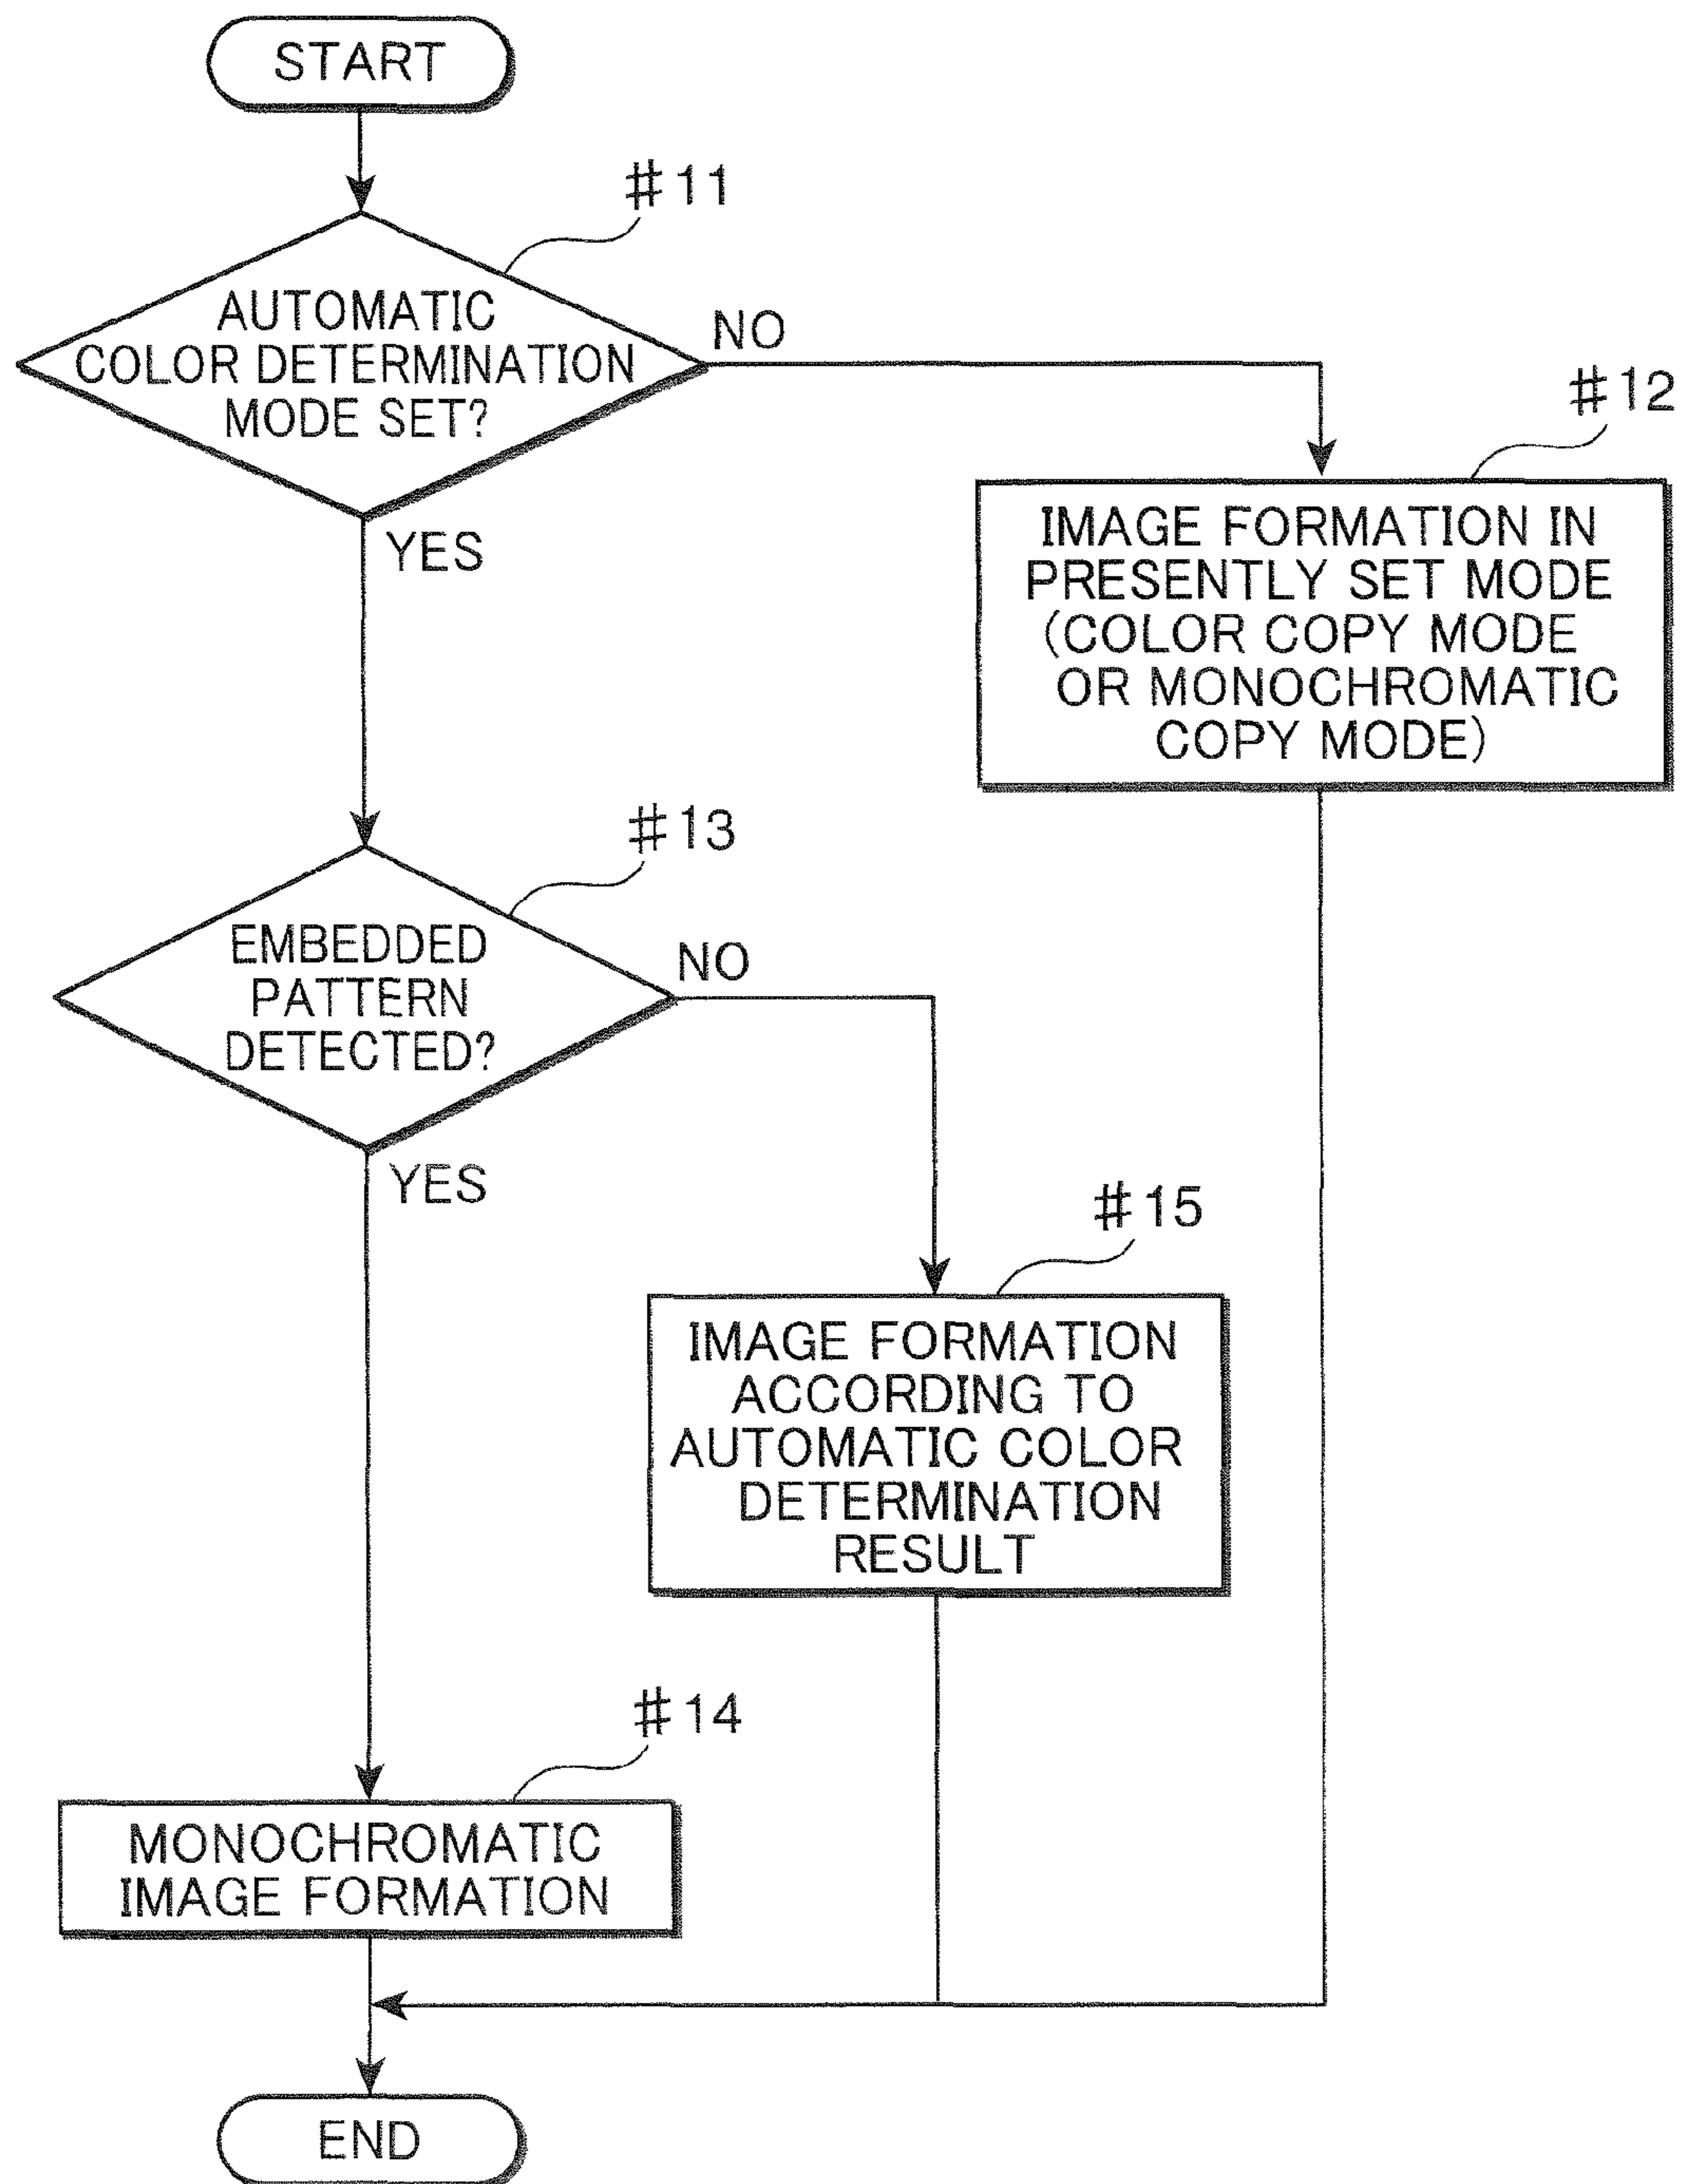 START
#11
AUTOMATIC
COLOR DETERMINATION
MODE SET?
NO
YES
#12
IMAGE FORMATION IN
PRESENTLY SET MODE
(COLOR COPY MODE
OR MONOCHROMATIC
COPY MODE)
#13
EMBEDDED
PATTERN
DETECTED?
NO
YES
#15
IMAGE FORMATION
ACCORDING TO
AUTOMATIC COLOR
DETERMINATION
RESULT
#14
MONOCHROMATIC
IMAGE FORMATION
END